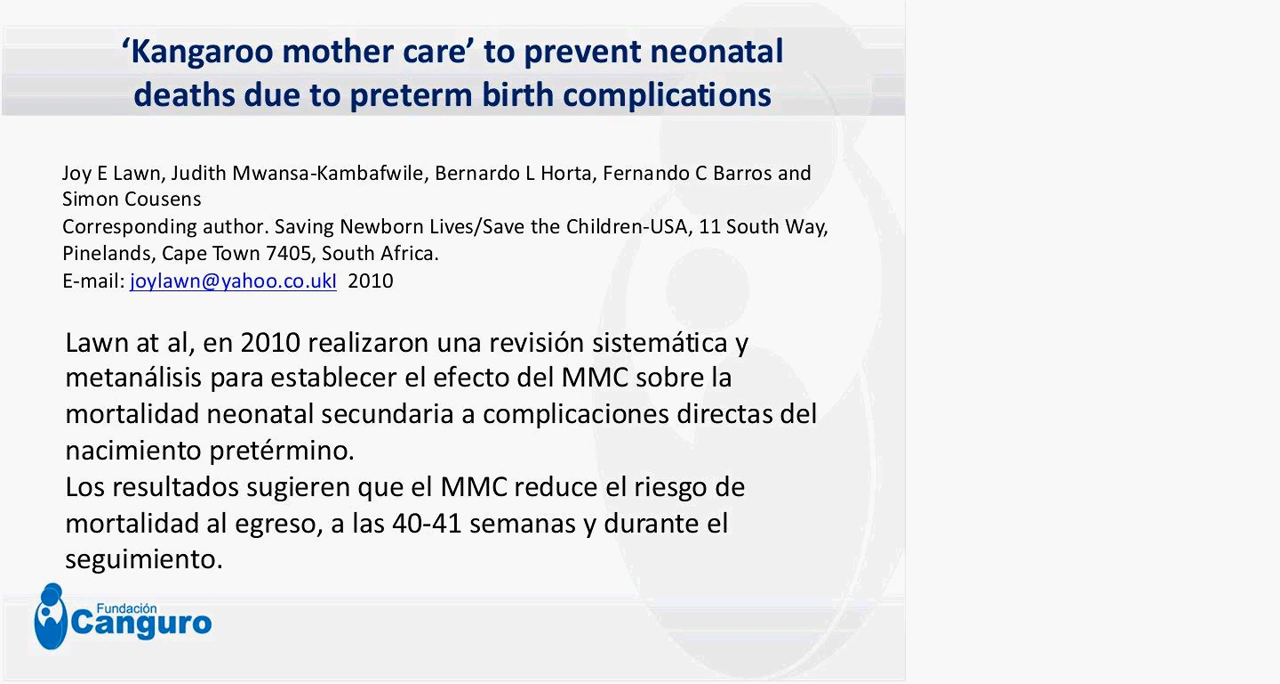 ‘Kangaroo mother care’ to prevent neonatal
deaths due to preterm birth complications
Joy E Lawn, Judith Mwansa-Kambafwile, Bernardo L Horta, Fernando C Barros and
Simon Cousens
Corresponding author. Saving Newborn Lives/Save the Children-USA, 11 South Way,
Pinelands, Cape Town 7405, South Africa.
E-mail: joylawn@yahoo.co.ukI 2010
Lawn at al, en 2010 realizaron una revisión sistemática y
metanálisis para establecer el efecto del MMC sobre la
mortalidad neonatal secundaria a complicaciones directas del
nacimiento pretérmino.
Los resultados sugieren que el MMC reduce el riesgo de
mortalidad al egreso, a las 40-41 semanas y durante el
seguimiento.
Fundación
Canguro